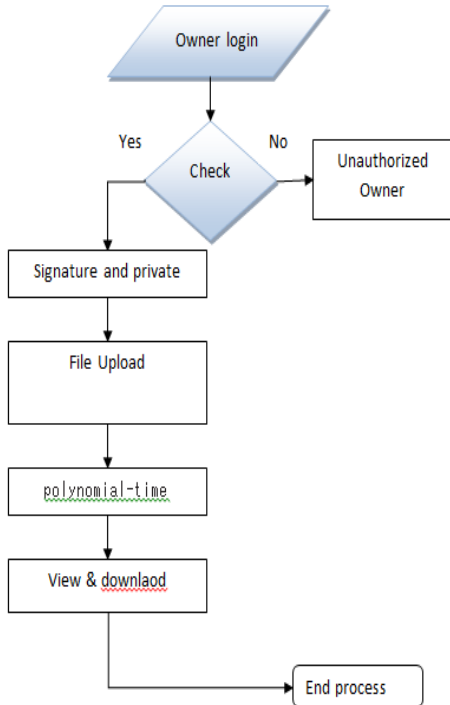 Owner login
Yes
No
Check
Unauthorized
Owner
Signature and private
File Upload
polynomial-time
View & downlaod
End process